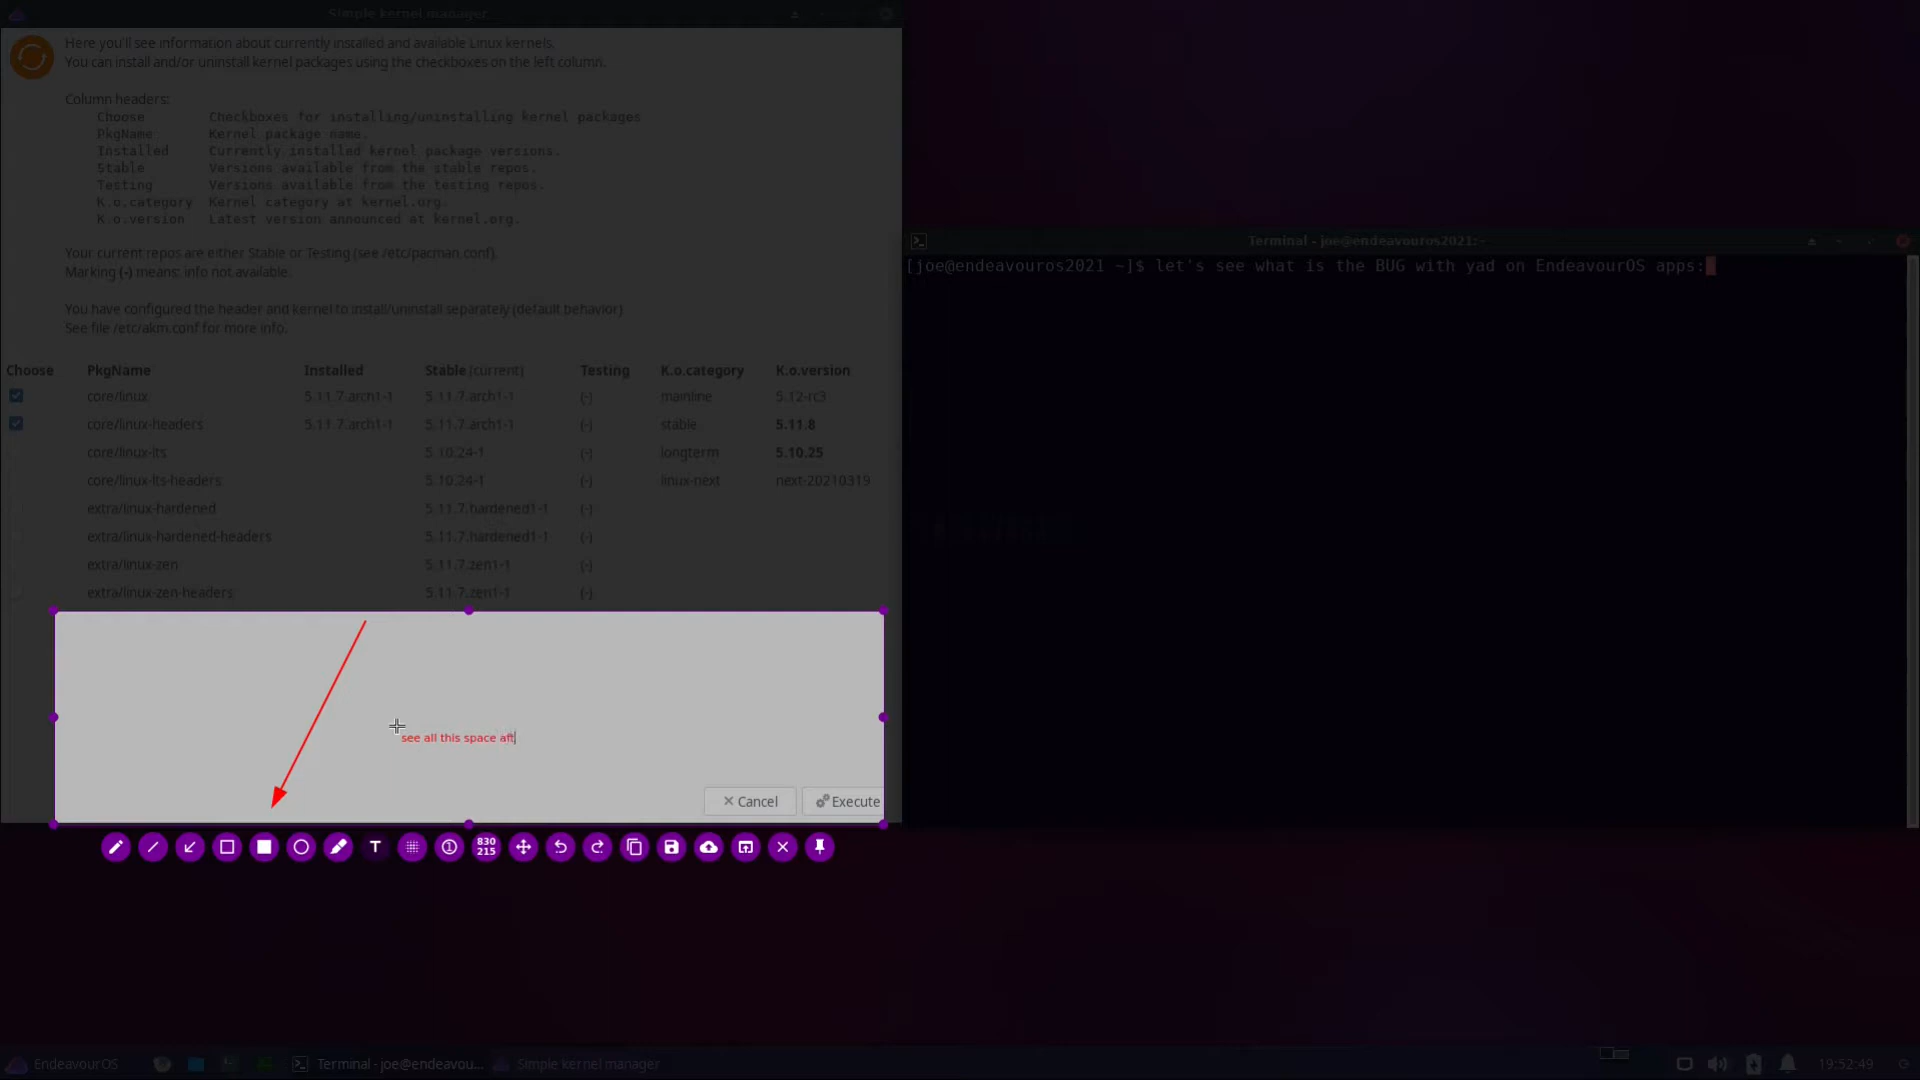 Simple kernel manager
Here you'll see information about currently installed and available Linux kernels.
You can install and/or uninstall kernel packages using the checkboxes on the left column.
Column headers:
Choose Checkboxes for installing/uninstalling kernel packages
PkgName Kernel package name.
Installed Currently installed kernel package versions.
Stable Versions available from the stable repos.
Testing Versions available from the testing repos.
K.o.category Kernel category at kernel.org.
K.o.version Latest version announced at kernel.org.
Your current repos are either Stable or Testing (see /etc/pacman.conf).
Marking (-) means: info not available.
You have configured the header and kernel to install/uninstall separately (default behavior)
See file /etc/akm.conf for more info.
Choose PkgName Installed Stable (current) Testing K.o.category K.o.version
core/linux 5.11.7.arch1-1 5.11.7.arch1-1 (-) mainline 5.12-rc3
core/linux-headers 5.11.7.arch1-1 5.11.7.arch1-1 (-) stable 5.11.8
core/linux-lts 5.10.24-1 (-) longterm 5.10.25
core/linux-lts-headers 5.10.24-1 (-) linux-next next-20210319
extra/linux-hardened 5.11.7.hardened1-1 (-)
extra/linux-hardened-headers 5.11.7.hardened1-1 (-)
extra/linux-zen 5.11.7.zen1-1 (-)
extra/linux-zen-headers 5.11.7.zen1-1 (-)
see all this space aft
Cancel Execute
T 1 830
215
Terminal - joe@endeavouros2021:~
[joe@endeavouros2021 ~]$ let's see what is the BUG with yad on EndeavourOS apps:
EndeavourOS Terminal - joe@endeavou... Simple kernel manager 19:52:49